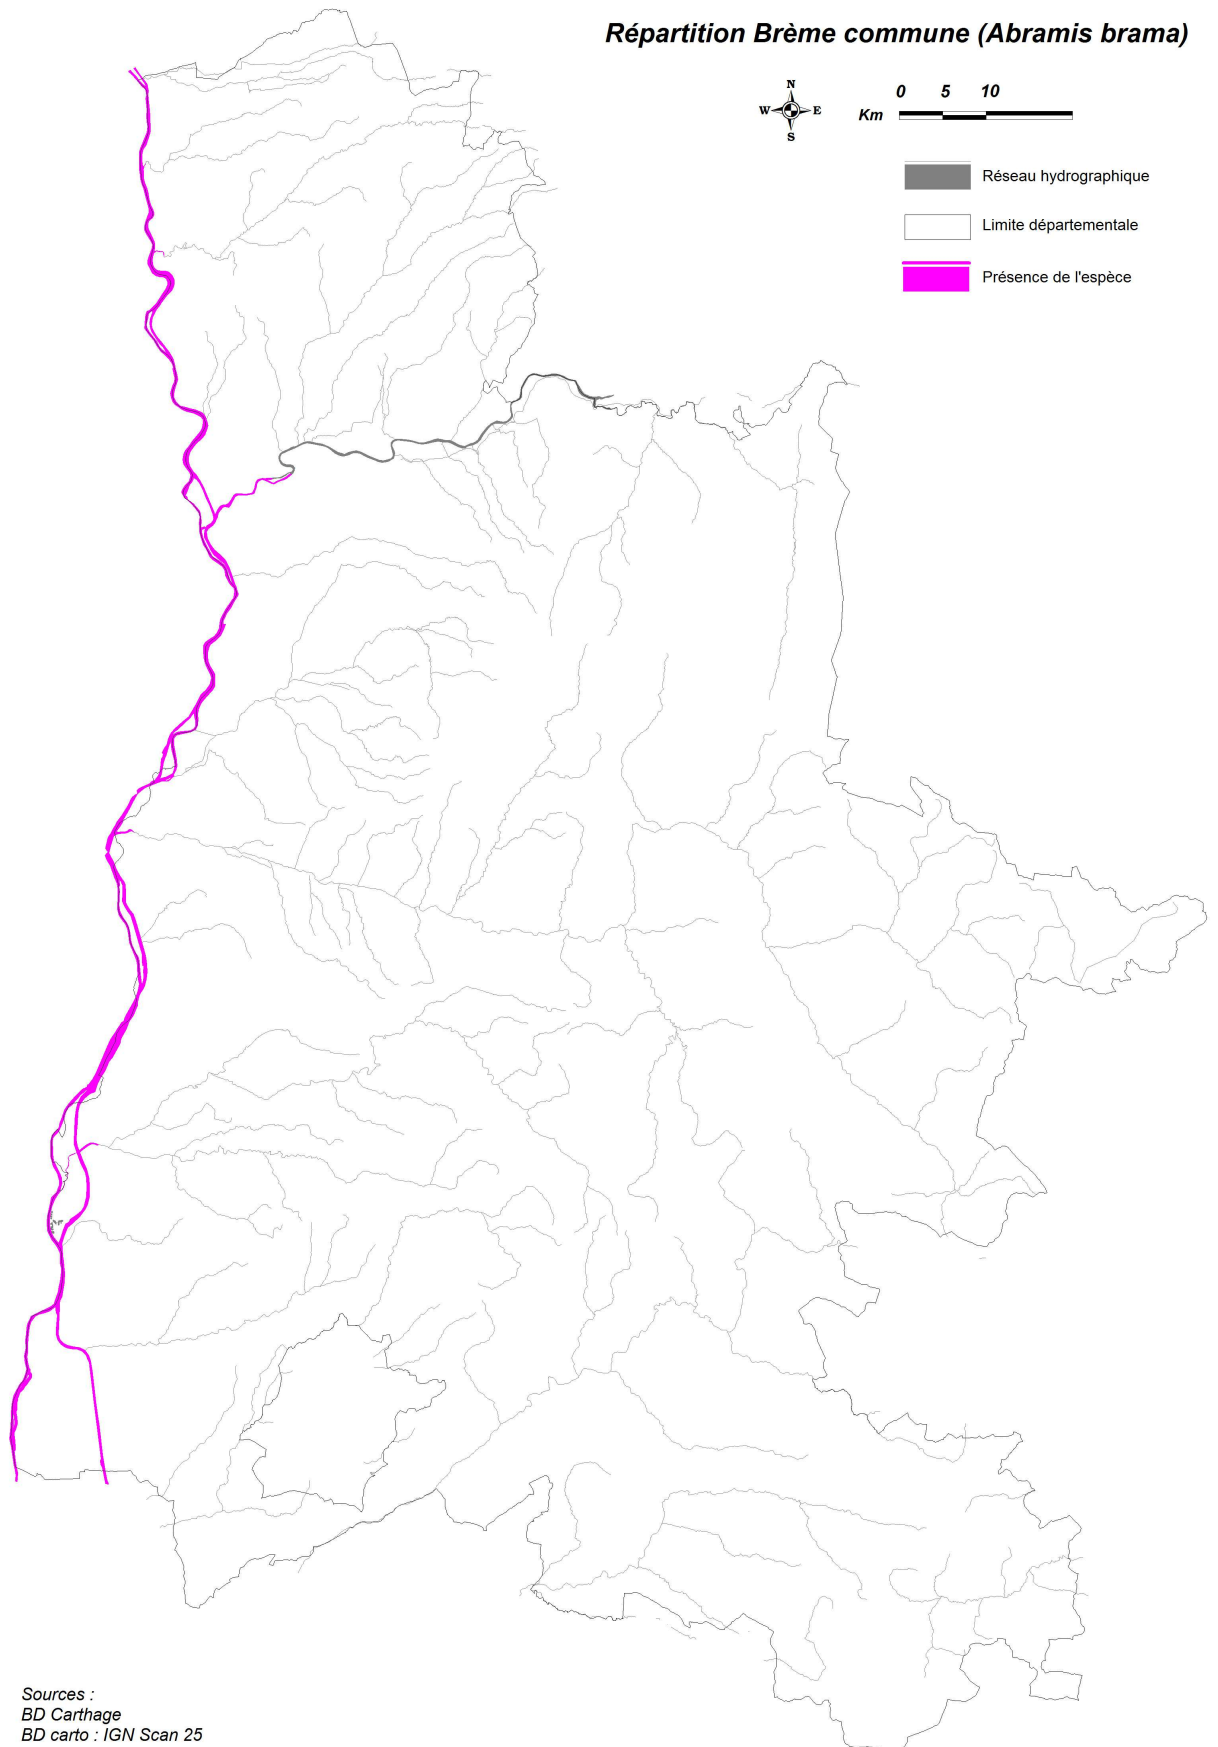 Répartition Brème commune (Abramis brama)
N
W E
S
Km 0 5 10
Réseau hydrographique
Limite départementale
Présence de l'espèce
Sources :
BD Carthage
BD carto : IGN Scan 25